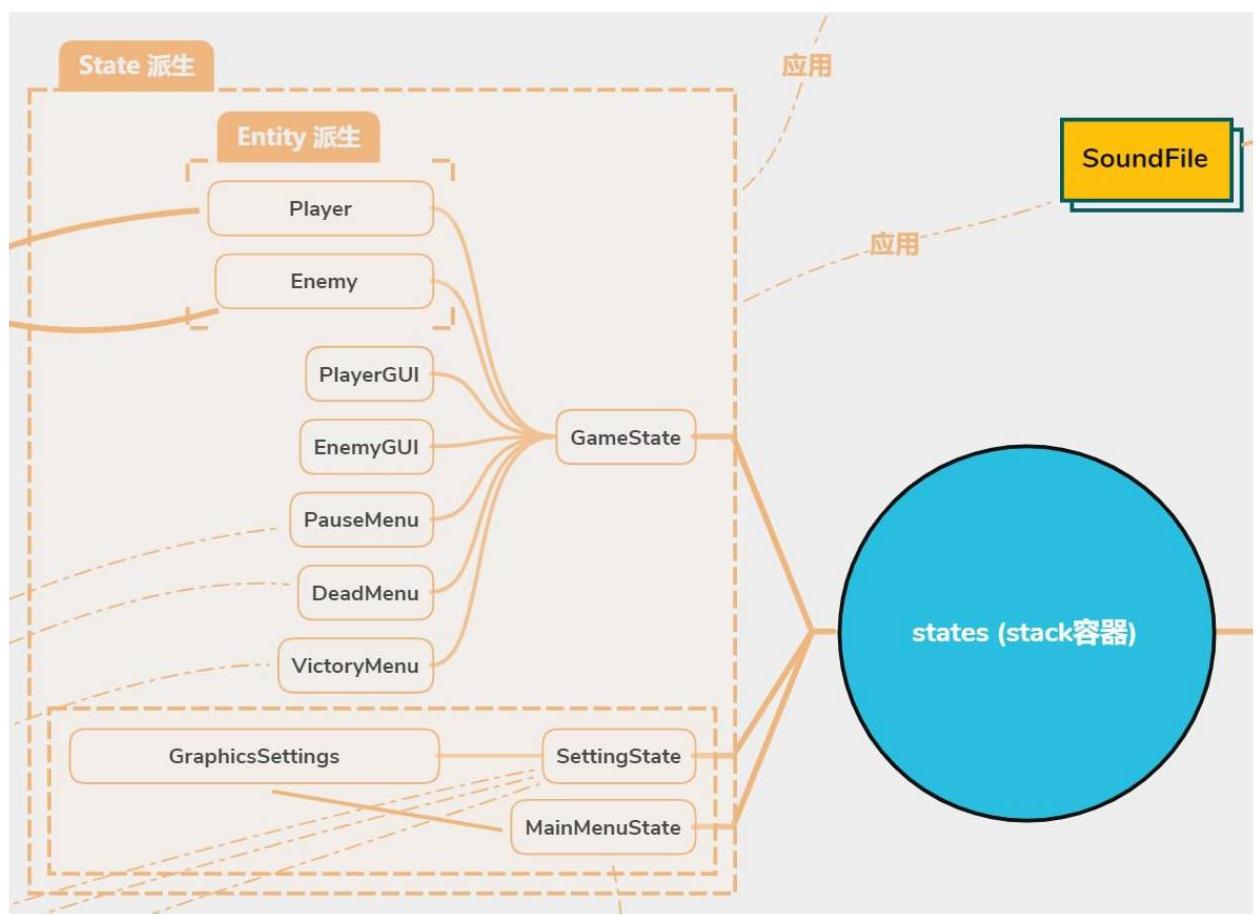 State 派生
Entity 派生
应用
SoundFile
Player
应用
Enemy
PlayerGUI
EnemyGUI
GameState
PauseMenu
DeadMenu
VictoryMenu
states (stack容器)
GraphicsSettings
SettingState
MainMenuState